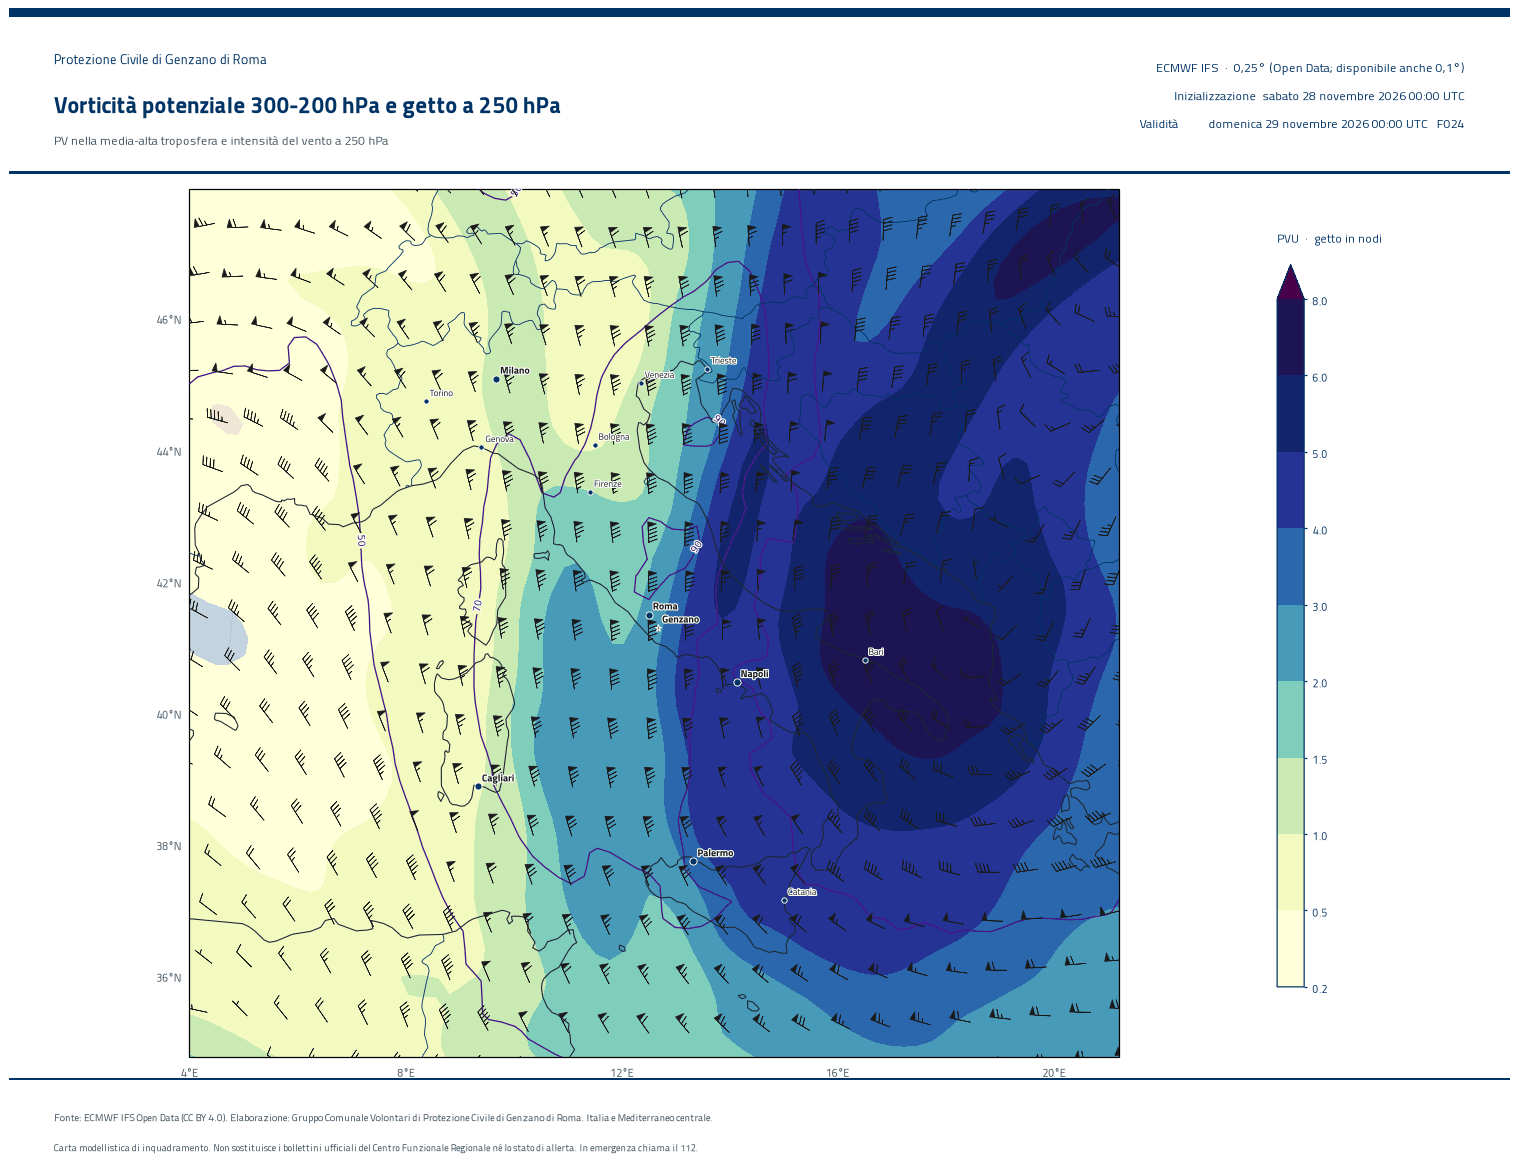 Protezione Civile di Genzano di Roma
Vorticità potenziale 300-200 hPa e getto a 250 hPa
PV nella media-alta troposfera e intensità del vento a 250 hPa
ECMWF IFS · 0,25° (Open Data; disponibile anche 0,1°)
Inizializzazione sabato 28 novembre 2026 00:00 UTC
Validità domenica 29 novembre 2026 00:00 UTC F024
PVU · getto in nodi
8.0
6.0
5.0
4.0
3.0
2.0
1.5
1.0
0.5
0.2
46°N
44°N
42°N
40°N
38°N
36°N
4°E
8°E
12°E
16°E
20°E
Trieste
Milano
Venezia
Torino
90
Genova
Bologna
Firenze
50
90
70
Roma
Genzano
Bari
Napoli
Cagliari
Palermo
Catania
Fonte: ECMWF IFS Open Data (CC BY 4.0). Elaborazione: Gruppo Comunale Volontari di Protezione Civile di Genzano di Roma. Italia e Mediterraneo centrale.
Carta modellistica di inquadramento. Non sostituisce i bollettini ufficiali del Centro Funzionale Regionale né lo stato di allerta. In emergenza chiama il 112.